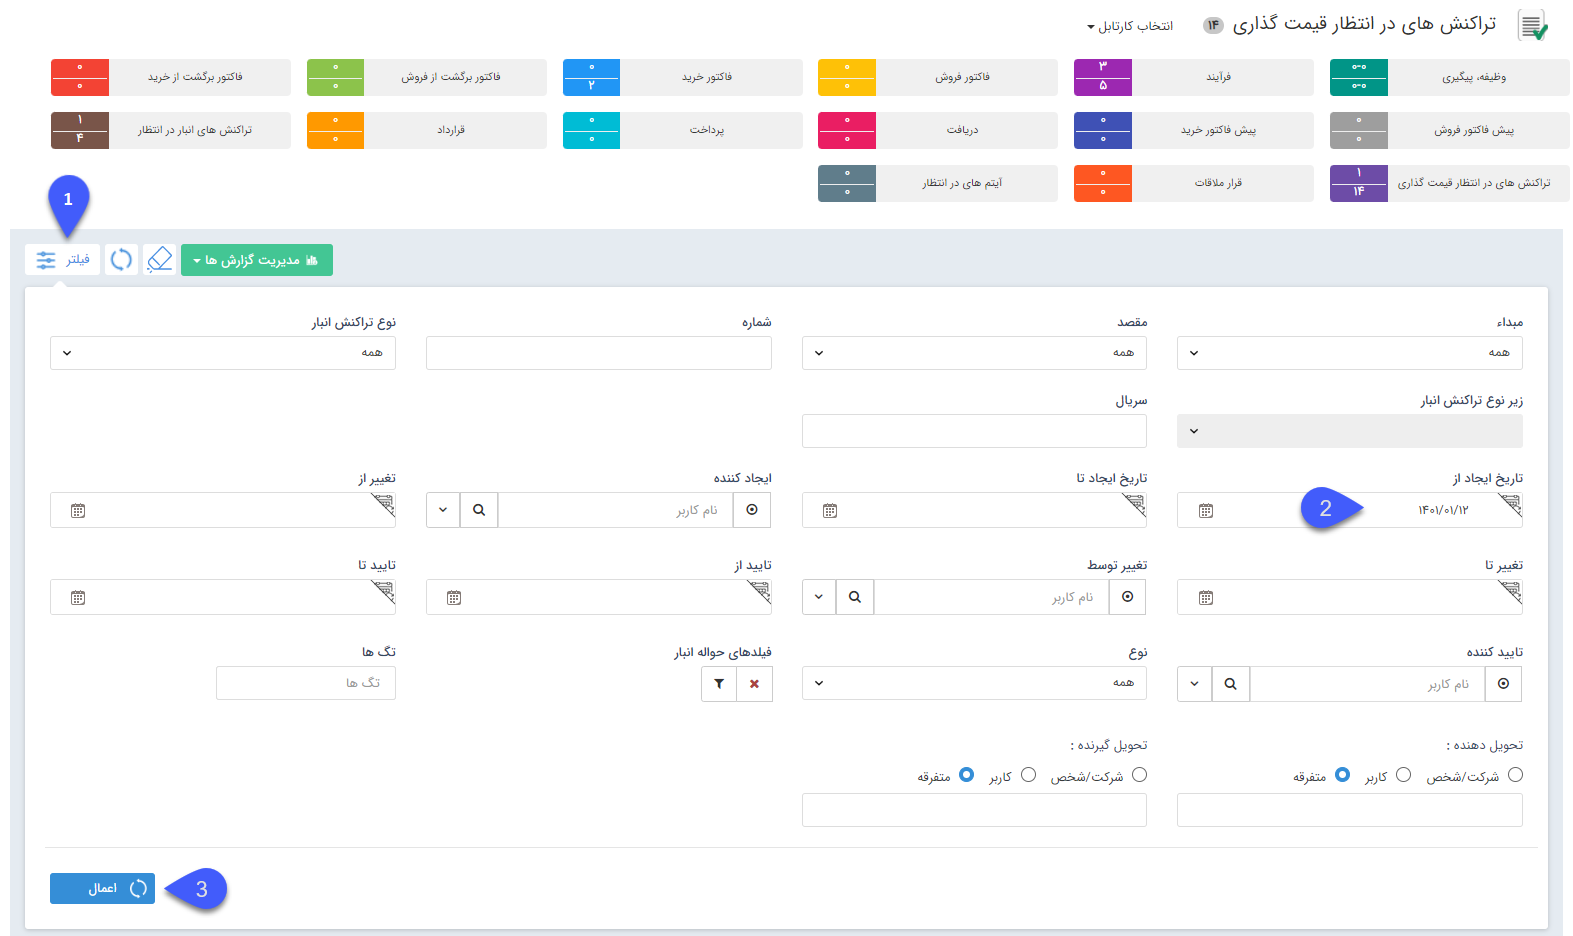 تراکنش های در انتظار قیمت گذاری ۱۴ انتخاب کارتابل
وظیفه، پیگیری ۰-۰ ۰-۰
فرآیند ۳ ۵
فاکتور فروش ۰ ۰
فاکتور خرید ۰ ۲
فاکتور برگشت از فروش ۰ ۰
فاکتور برگشت از خرید ۰ ۰
پیش فاکتور فروش ۰ ۰
پیش فاکتور خرید ۰ ۰
دریافت ۰ ۰
پرداخت ۰ ۰
قرارداد ۰ ۰
تراکنش های انبار در انتظار ۱ ۴
تراکنش های در انتظار قیمت گذاری ۱ ۱۴
قرار ملاقات ۰ ۰
آیتم های در انتظار ۰ ۰
1
مدیریت گزارش ها
فیلتر
مبداء مقصد شماره نوع تراکنش انبار
همه همه همه
زیر نوع تراکنش انبار سریال
تاریخ ایجاد از تاریخ ایجاد تا ایجاد کننده تغییر از
۱۴۰۱/۰۱/۱۲ 2 نام کاربر
تغییر تا تغییر توسط تایید از تایید تا
نام کاربر
تایید کننده نوع فیلدهای حواله انبار تگ ها
نام کاربر همه تگ ها
تحویل دهنده : تحویل گیرنده :
شرکت/شخص کاربر متفرقه شرکت/شخص کاربر متفرقه
3 اعمال